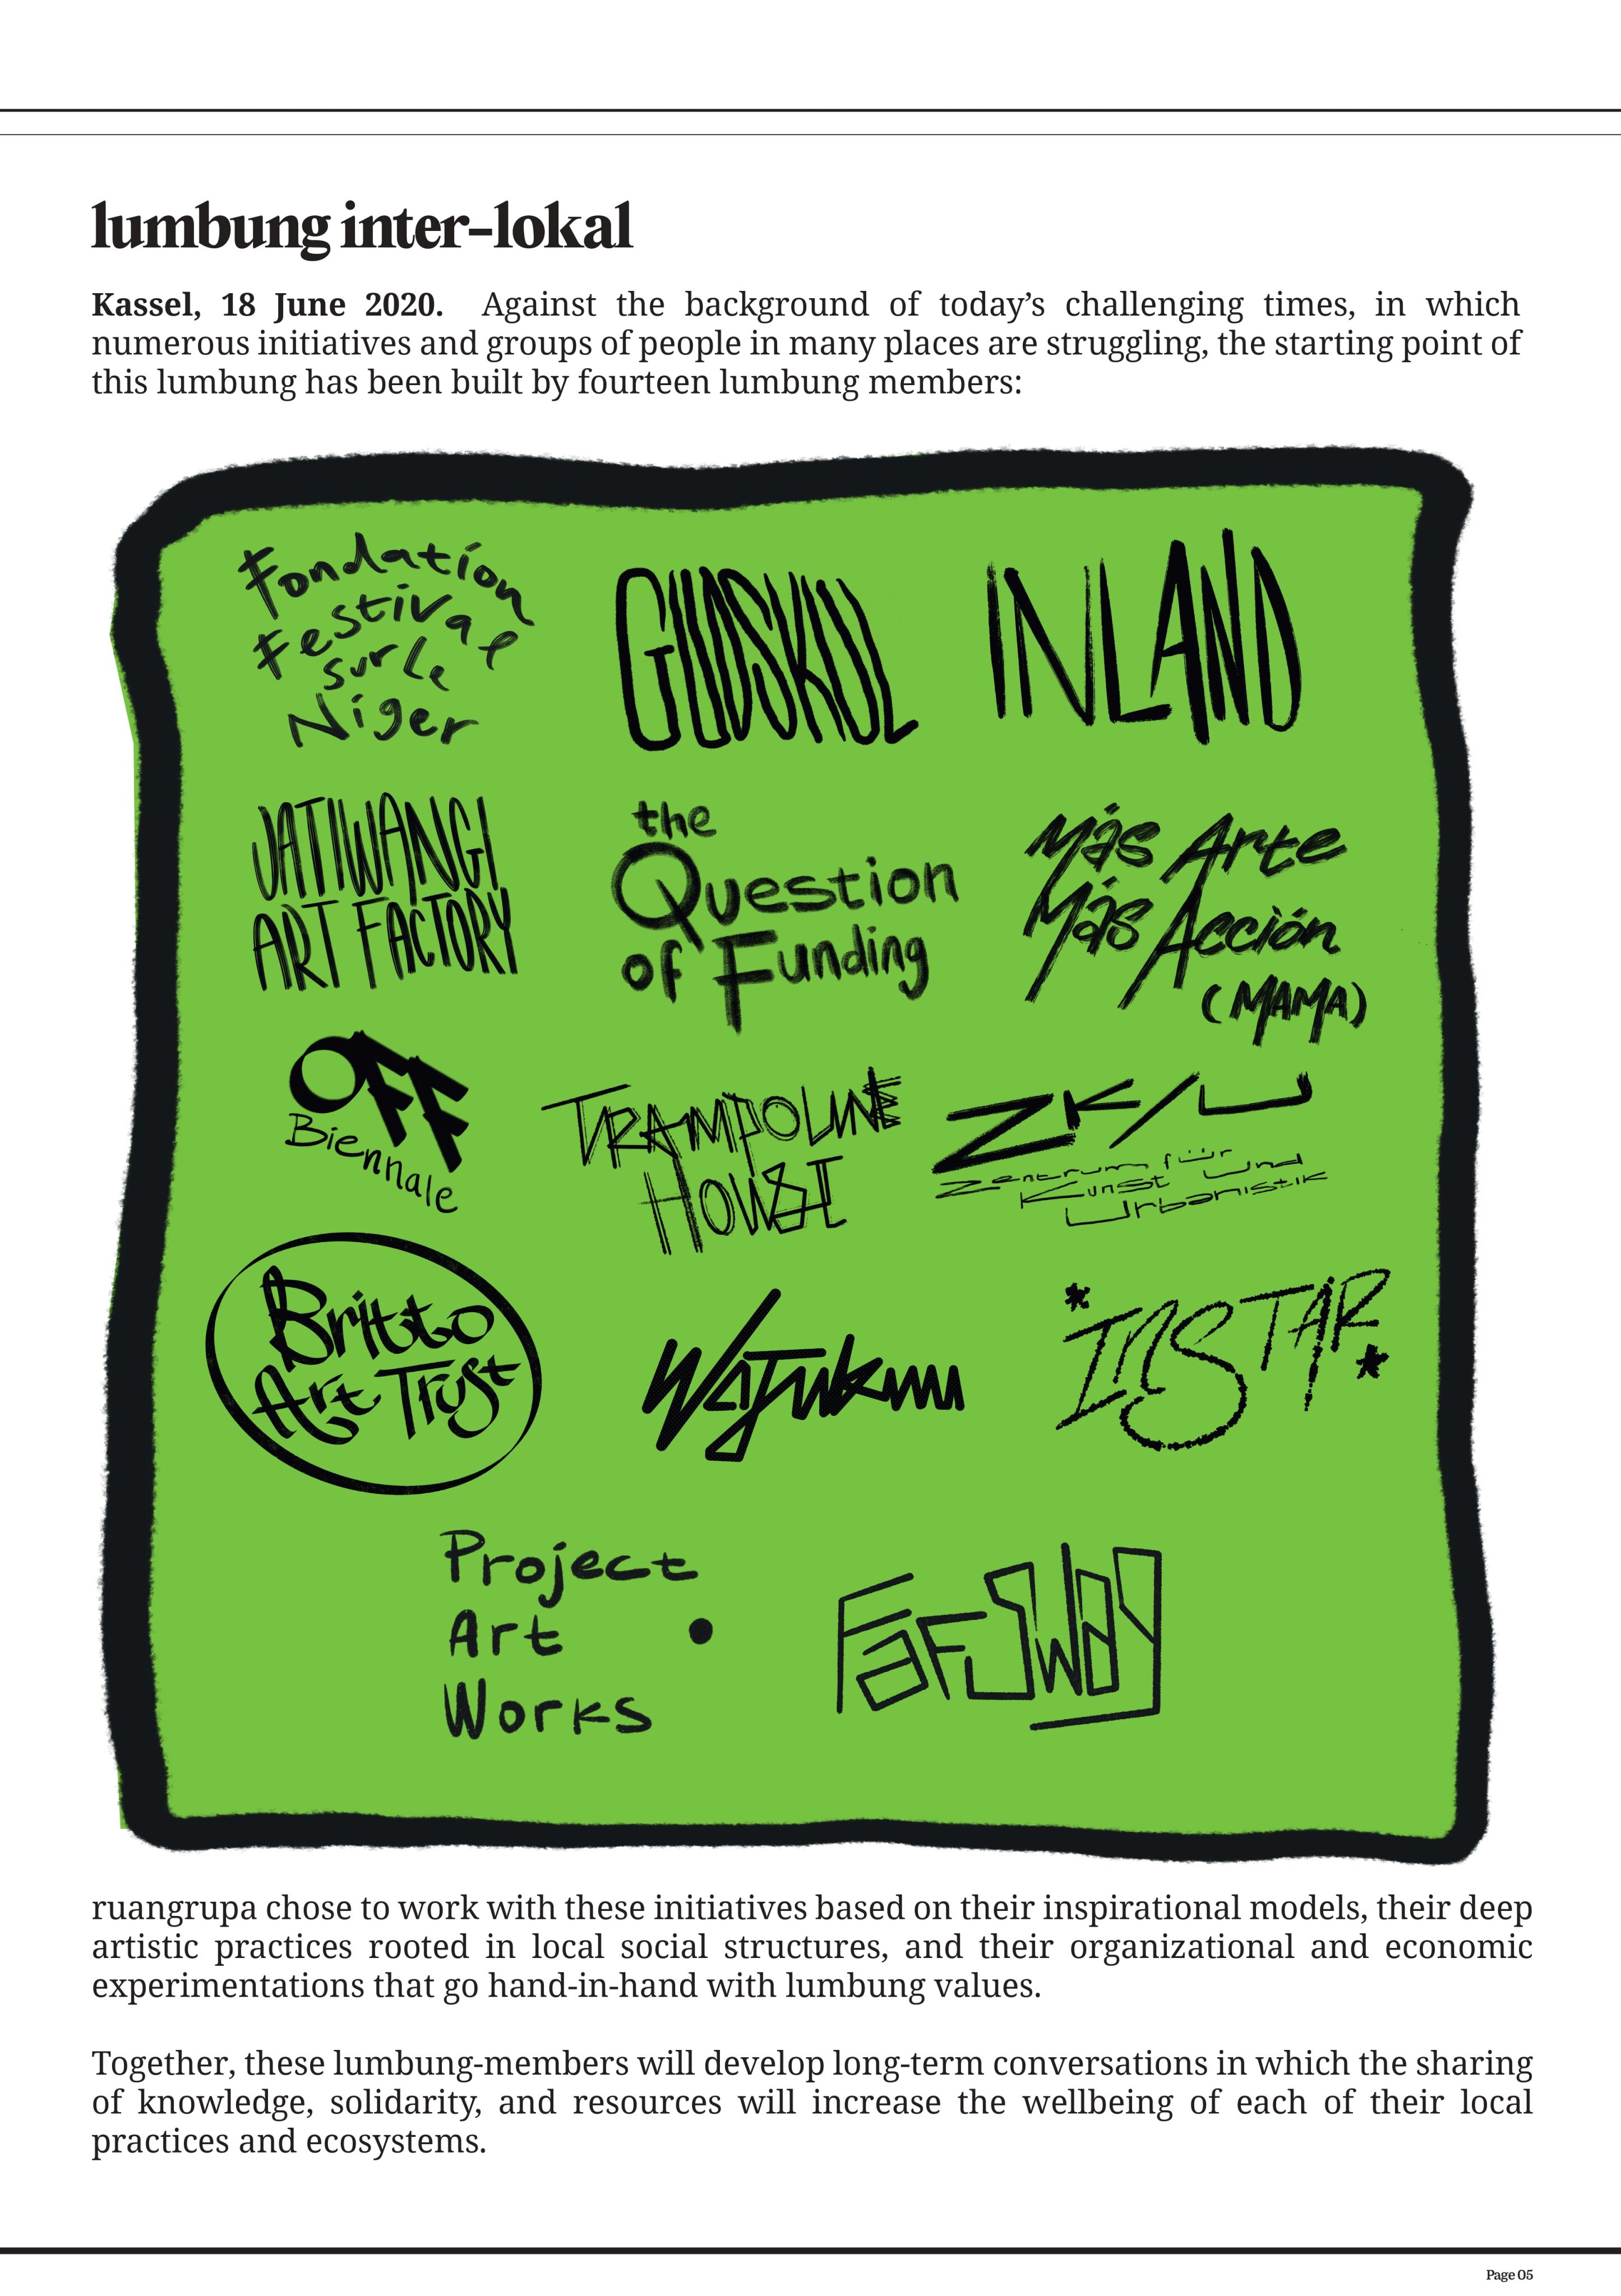 lumbung inter-lokal
Kassel, 18 June 2020. Against the background of today's challenging times, in which
numerous initiatives and groups of people in many places are struggling, the starting point of
this lumbung has been built by fourteen lumbung members:
Fondation
Festival
sur Le
Niger
GUDSKUL
INLAND
JATIWANGI
ART FACTORY
the
Question
of Funding
Más Arte
Más Acción
(MAMA)
OFF
Biennale
TRAMPOLINE
HOUSE
ZK/U
Zentrum für
Kunst und
Urbanistik
Britto
Art Trust
Wajukuu
*INSTAR*
Project
Art
Works
FaFSWAG
ruangrupa chose to work with these initiatives based on their inspirational models, their deep
artistic practices rooted in local social structures, and their organizational and economic
experimentations that go hand-in-hand with lumbung values.
Together, these lumbung-members will develop long-term conversations in which the sharing
of knowledge, solidarity, and resources will increase the wellbeing of each of their local
practices and ecosystems.
Page 05